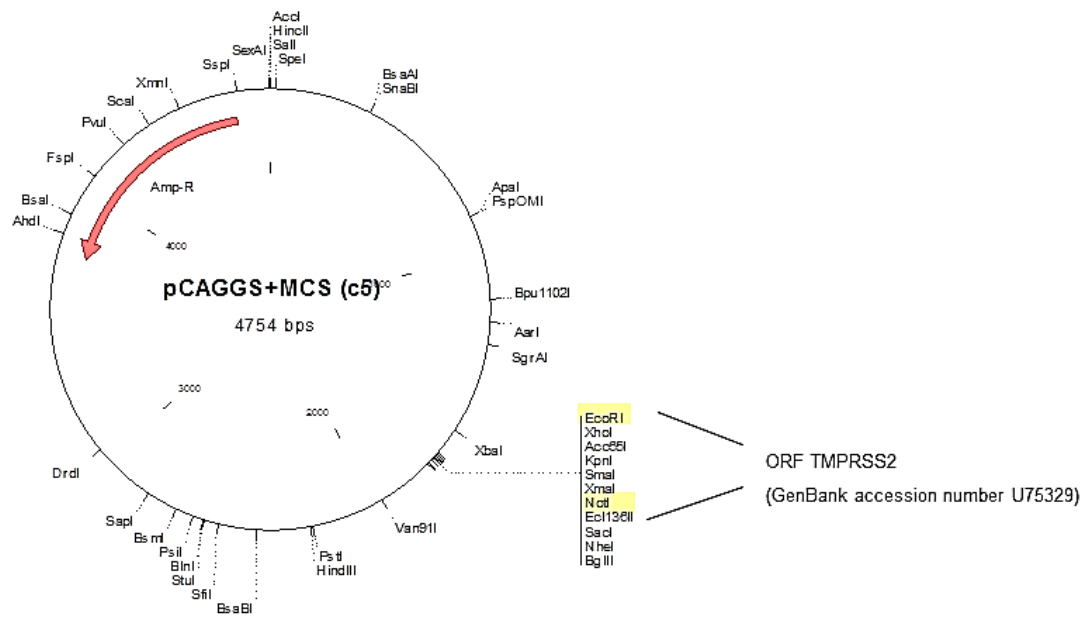 AccI
HincII
SalI
SpeI
SexAI
SspI
XmnI
ScaI
PvuI
FspI
BsaI
AhdI
BsaAI
SnaBI
ApaI
PspOMI
Amp-R
4000
pCAGGS+MCS (c5)
4754 bps
Bpu1102I
AarI
SgrAI
3000
2000
XbaI
EcoRI
XhoI
Acc65I
KpnI
SmaI
XmaI
NotI
Ecl136II
SacI
NheI
BglII
ORF TMPRSS2
(GenBank accession number U75329)
DrdI
SapI
BsmI
PsiI
BlnI
StuI
SfiI
BsaBI
Van91I
PstI
HindIII